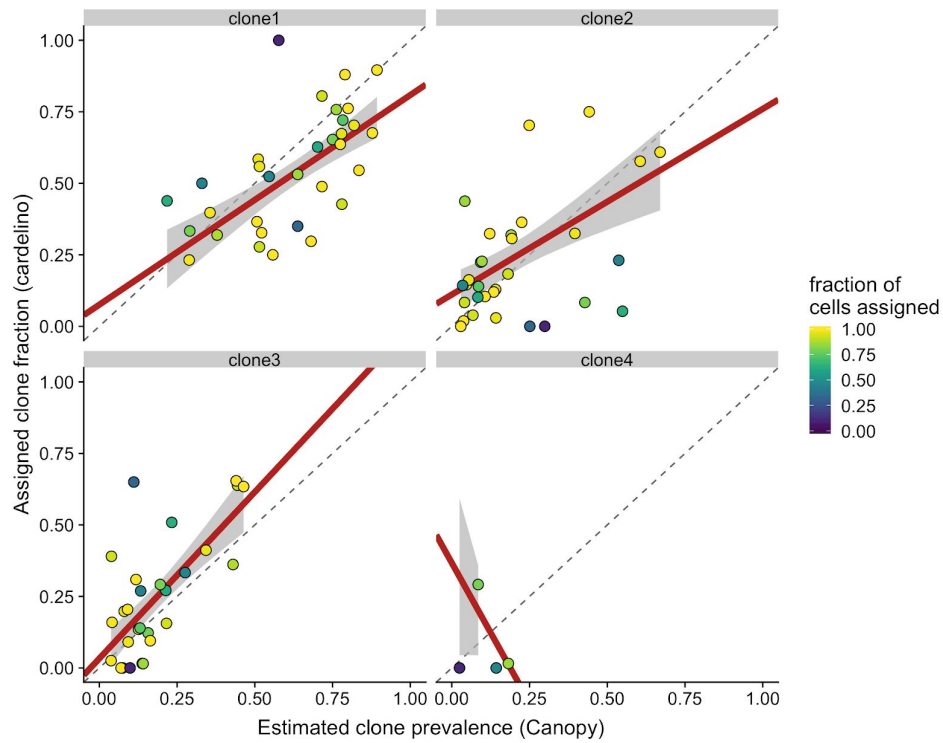 clone1
clone2
1.00
0.75
0.50
0.25
0.00
clone3
clone4
1.00
0.75
0.50
0.25
0.00
0.00 0.25 0.50 0.75 1.00
0.00 0.25 0.50 0.75 1.00
Estimated clone prevalence (Canopy)
Assigned clone fraction (cardelino)
fraction of
cells assigned
1.00
0.75
0.50
0.25
0.00